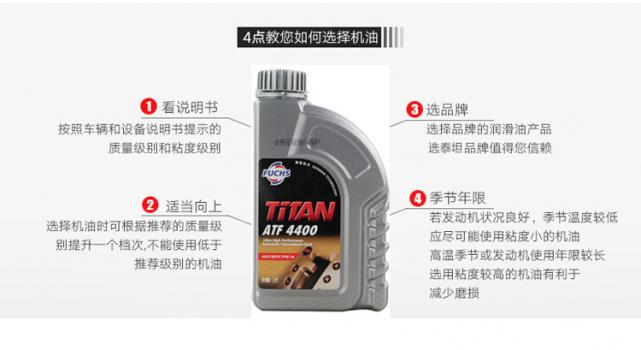 4点教您如何选择机油
1 看说明书
按照车辆和设备说明书提示的
质量级别和粘度级别
2 适当向上
选择机油时可根据推荐的质量级
别提升一个档次,不能使用低于
推荐级别的机油
3 选品牌
选择品牌的润滑油产品
选泰坦品牌值得您信赖
4 季节年限
若发动机状况良好，季节温度较低
应尽可能使用粘度小的机油
高温季节或发动机使用年限较长
选用粘度较高的机油有利于
减少磨损
FUCHS
TITAN
ATF 4400
Ultra High Performance
Automatic Transmission Fluid